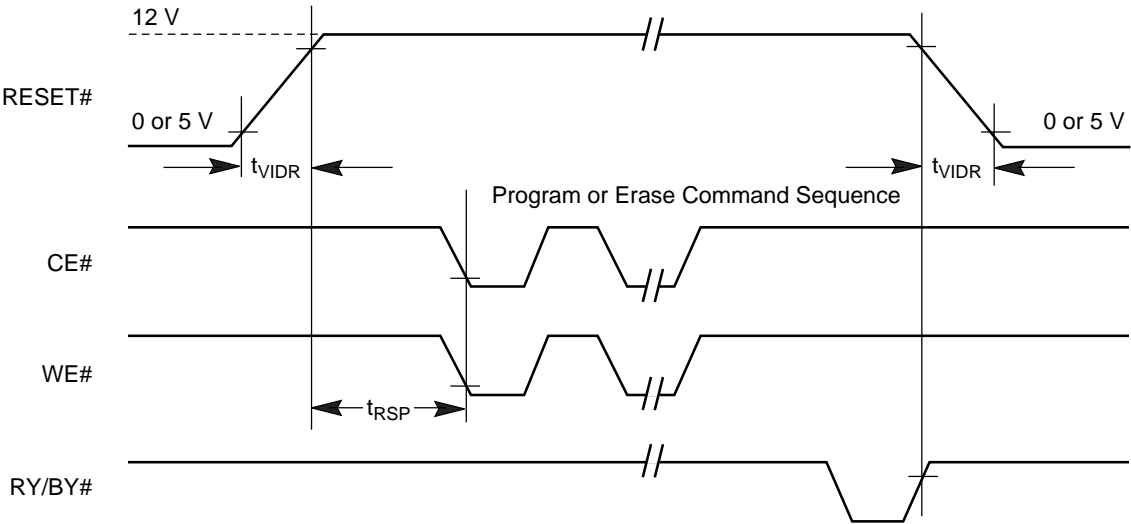 12 V
RESET#
0 or 5 V
0 or 5 V
tVIDR
tVIDR
Program or Erase Command Sequence
CE#
WE#
tRSP
RY/BY#